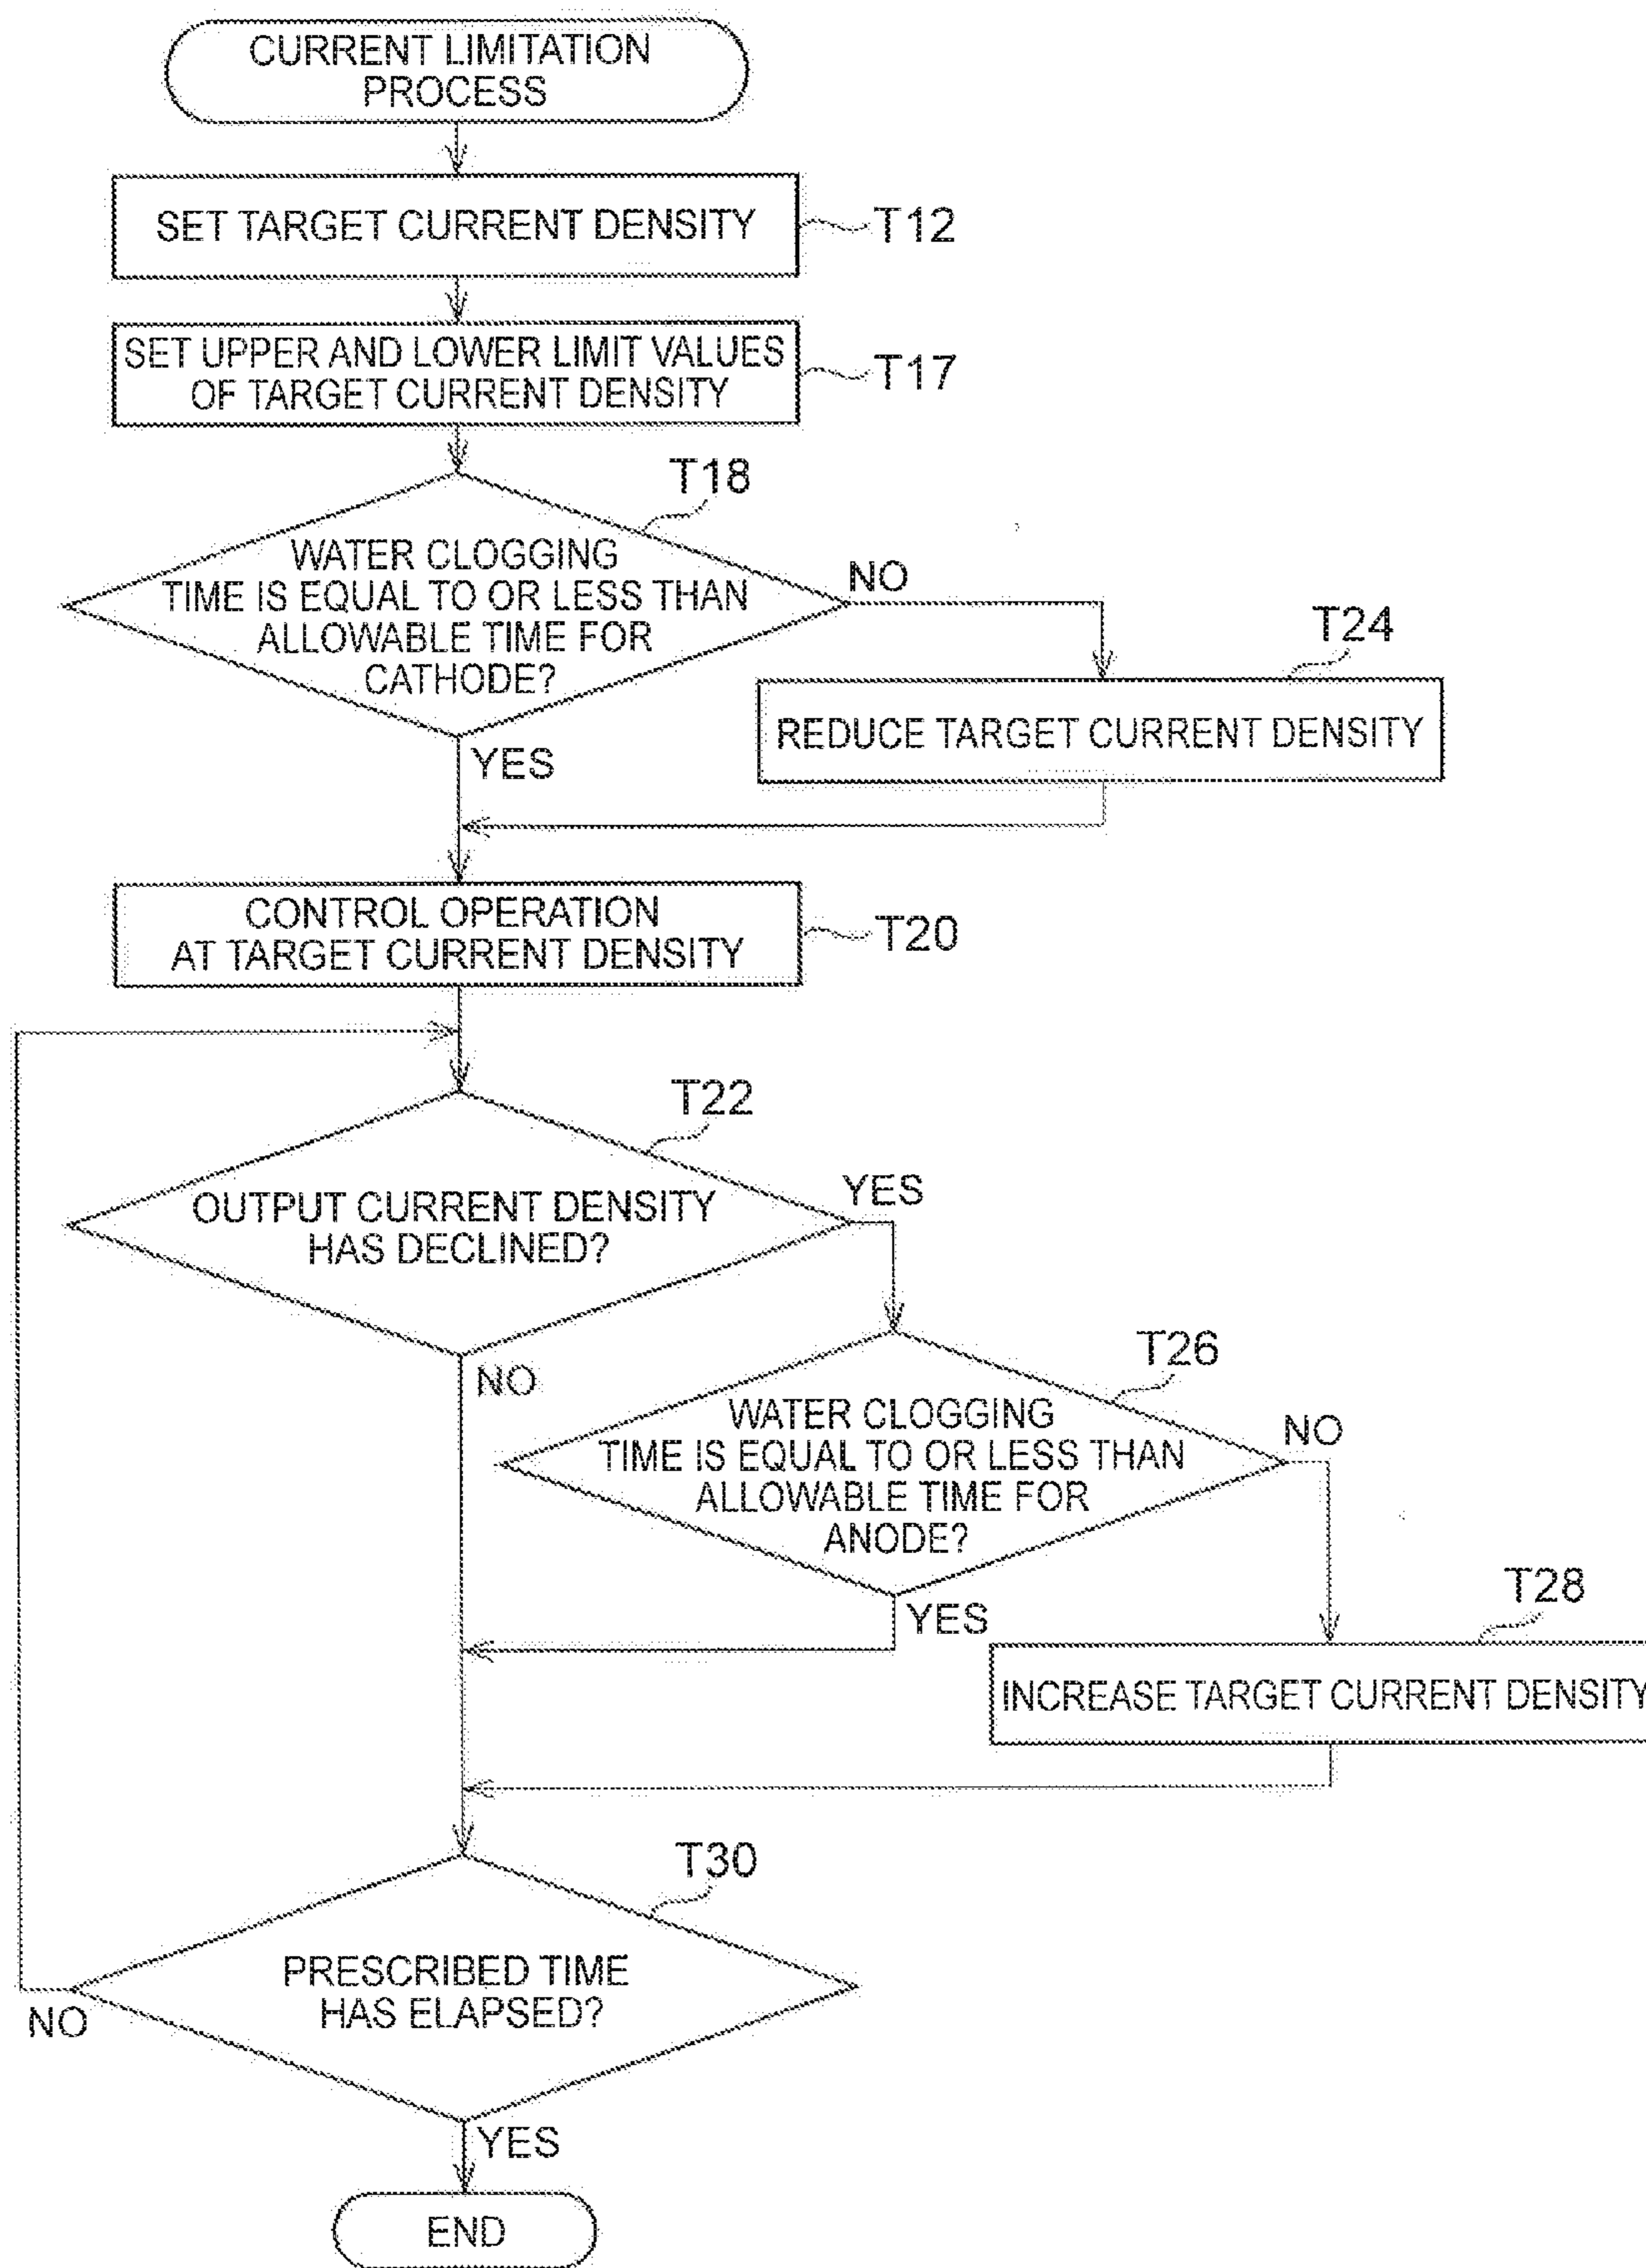 CURRENT LIMITATION
PROCESS
SET TARGET CURRENT DENSITY
T12
SET UPPER AND LOWER LIMIT VALUES
OF TARGET CURRENT DENSITY
T17
T18
WATER CLOGGING
TIME IS EQUAL TO OR LESS THAN
ALLOWABLE TIME FOR
CATHODE?
NO
YES
T24
REDUCE TARGET CURRENT DENSITY
CONTROL OPERATION
AT TARGET CURRENT DENSITY
T20
T22
OUTPUT CURRENT DENSITY
HAS DECLINED?
YES
NO
T26
WATER CLOGGING
TIME IS EQUAL TO OR LESS THAN
ALLOWABLE TIME FOR
ANODE?
NO
YES
T28
INCREASE TARGET CURRENT DENSITY
T30
PRESCRIBED TIME
HAS ELAPSED?
NO
YES
END